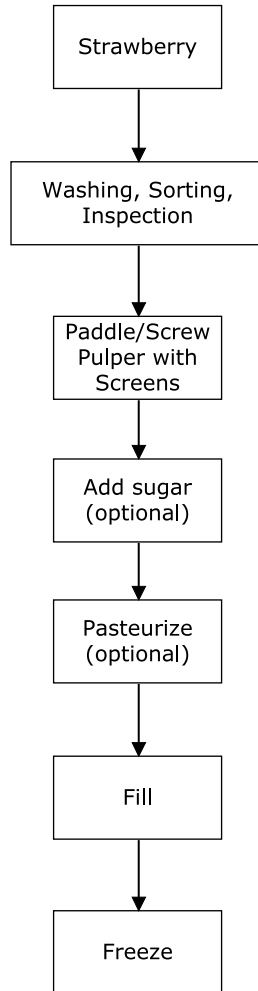 Strawberry
Washing, Sorting,
Inspection
Paddle/Screw
Pulper with
Screens
Add sugar
(optional)
Pasteurize
(optional)
Fill
Freeze